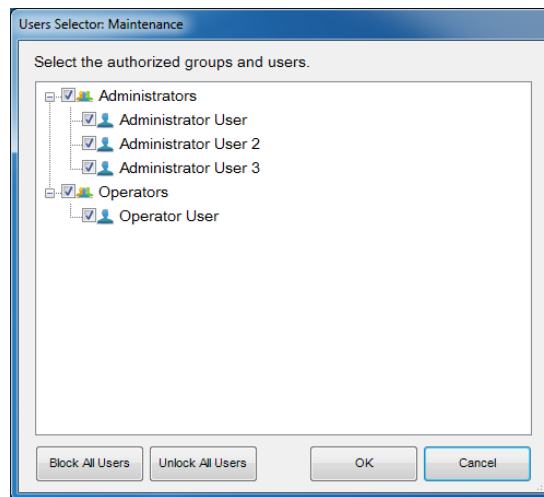 Users Selector: Maintenance
Select the authorized groups and users.
Administrators
Administrator User
Administrator User 2
Administrator User 3
Operators
Operator User
Block All Users
Unlock All Users
OK
Cancel